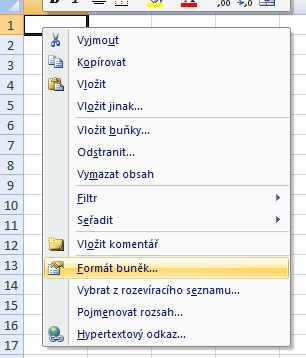 B I A ,00 ,0
1
2 Vyjmout
3 Kopírovat
4 Vložit
5 Vložit jinak...
6 Vložit buňky...
7 Odstranit...
8 Vymazat obsah
9
10 Filtr
11 Seřadit
12 Vložit komentář
13 Formát buněk...
14 Vybrat z rozevíracího seznamu...
15 Pojmenovat rozsah...
16 Hypertextový odkaz...
17